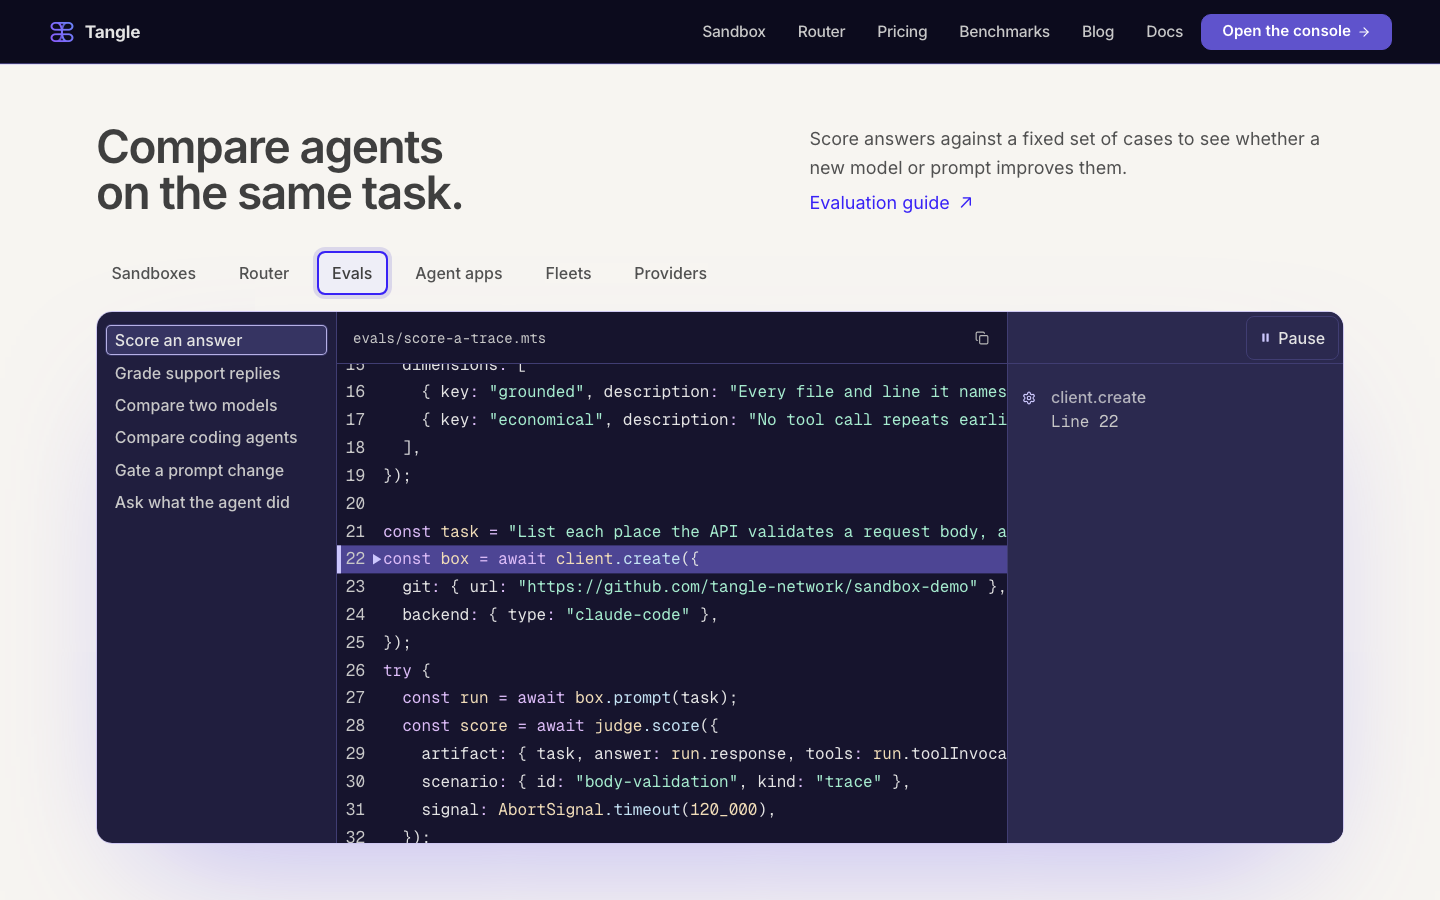 Tangle
Sandbox Router Pricing Benchmarks Blog Docs Open the console →
Compare agents
on the same task.
Score answers against a fixed set of cases to see whether a
new model or prompt improves them.
Evaluation guide ↗
Sandboxes Router Evals Agent apps Fleets Providers
Score an answer
Grade support replies
Compare two models
Compare coding agents
Gate a prompt change
Ask what the agent did
evals/score-a-trace.mts
15   dimensions: [
16     { key: "grounded", description: "Every file and line it names
17     { key: "economical", description: "No tool call repeats earli
18   ],
19 });
20
21 const task = "List each place the API validates a request body, a
22 const box = await client.create({
23   git: { url: "https://github.com/tangle-network/sandbox-demo" },
24   backend: { type: "claude-code" },
25 });
26 try {
27   const run = await box.prompt(task);
28   const score = await judge.score({
29     artifact: { task, answer: run.response, tools: run.toolInvoca
30     scenario: { id: "body-validation", kind: "trace" },
31     signal: AbortSignal.timeout(120_000),
32   });
Pause
client.create
Line 22